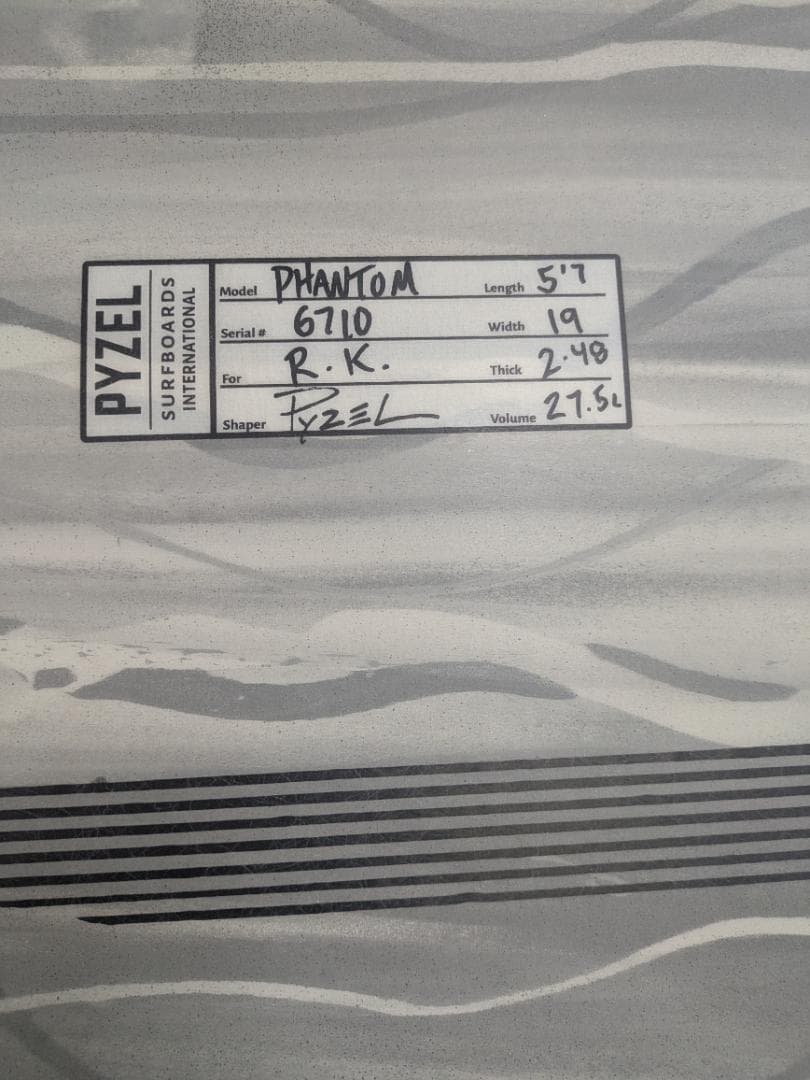 PYZEL
SURFBOARDS
INTERNATIONAL
Model PHANTOM Length 5'7
Serial # 6710 Width 19
For R.K. Thick 2.48
Shaper PYZEL Volume 27.5L